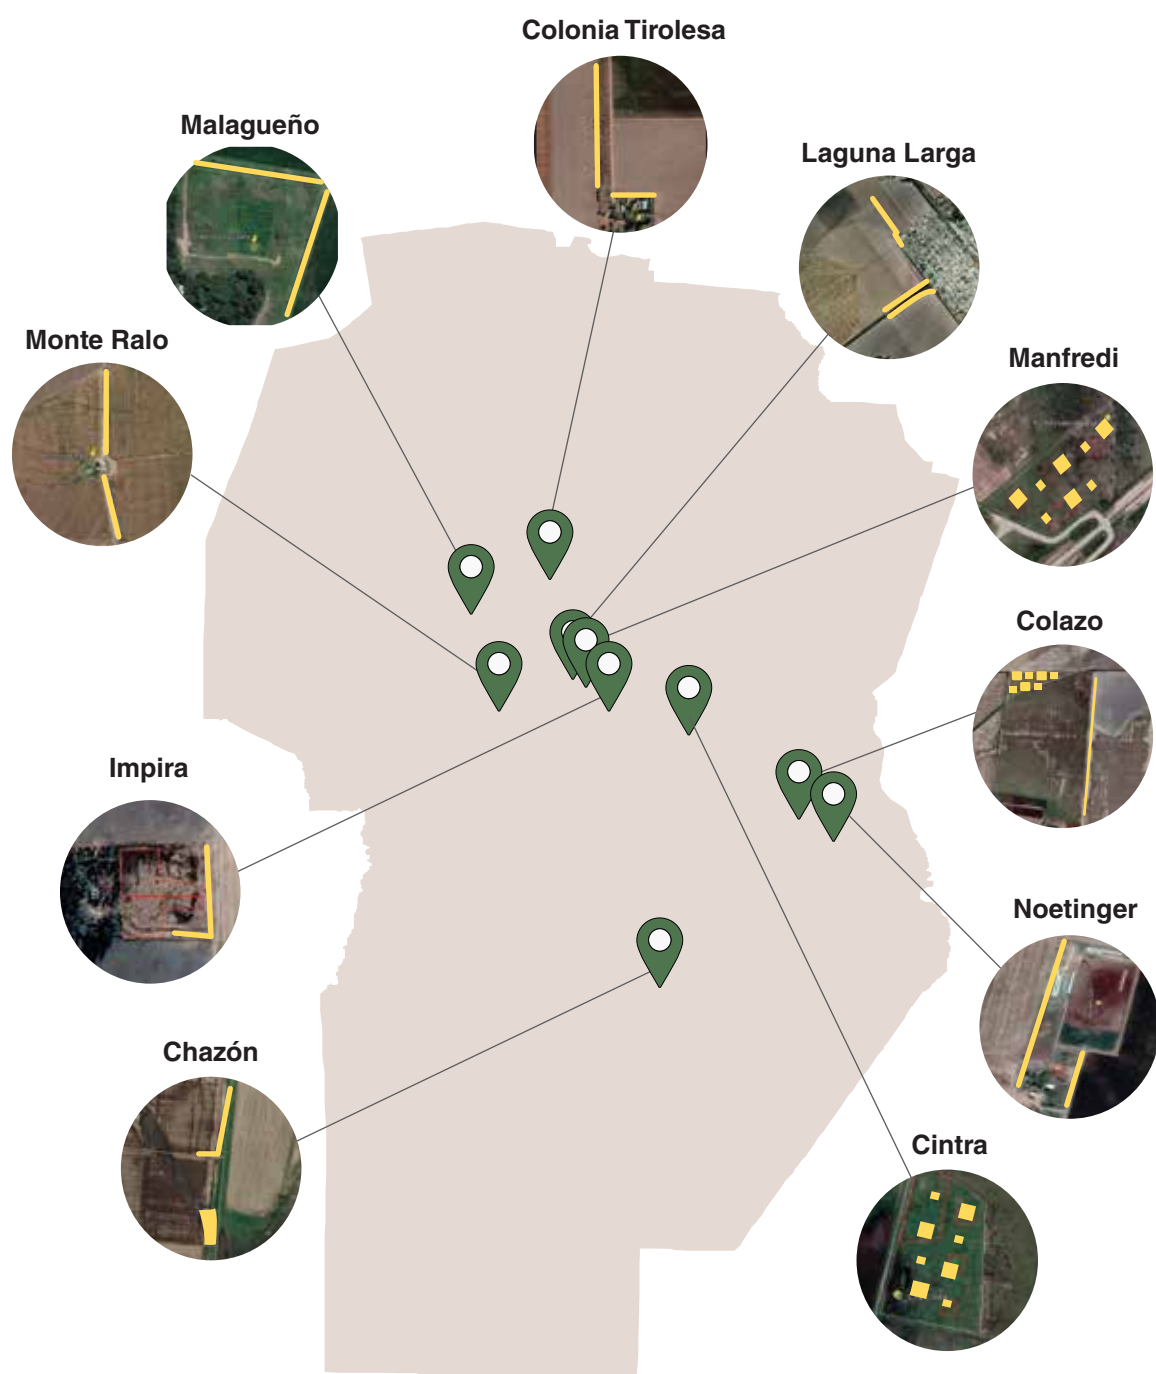 Colonia Tirolesa
Malagueño
Laguna Larga
Monte Ralo
Manfredi
Colazo
Impira
Noetinger
Chazón
Cintra